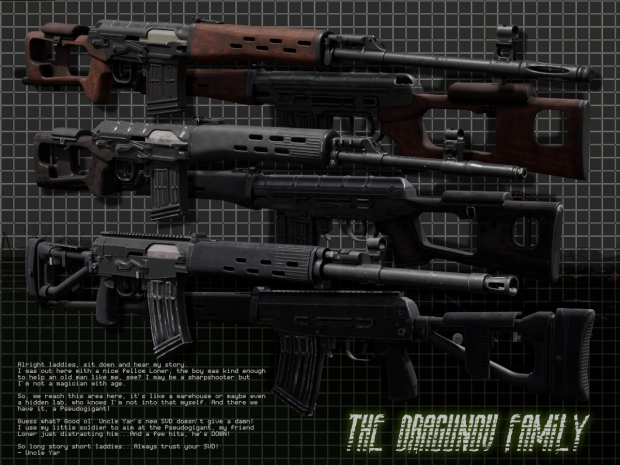 Alright laddies, sit down and hear my story.
I was out here with a nice fellow Loner, the boy was kind enough
to help an old man like me, see? I may be a sharpshooter but
I'm not a magician with age.
So, we reach this area here, it's like a warehouse or maybe even
a hidden lab, who knows I'm not into that myself. And there we
have it, a Pseudogigant!
Guess what? Good ol' Uncle Yar's new SVD doesn't give a damn!
I use my little soldier to aim at the Pseudogigant, my friend
Loner just distracting him...And a few hits, he's DOWN!
So long story short laddies...Always trust your SVD!
- Uncle Yar
THE DRAGUNOV FAMILY